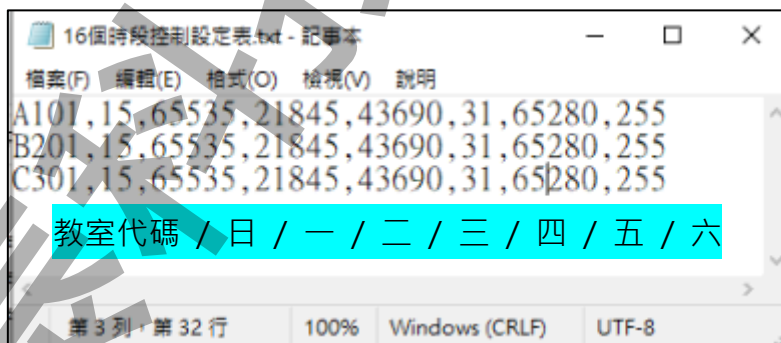 16個時段控制設定表.txt - 記事本
檔案(F) 編輯(E) 格式(O) 檢視(V) 說明
A101,15,65535,21845,43690,31,65280,255
B201,15,65535,21845,43690,31,65280,255
C301,15,65535,21845,43690,31,65280,255
教室代碼 / 日 / 一 / 二 / 三 / 四 / 五 / 六
第 3 列，第 32 行 100% Windows (CRLF) UTF-8